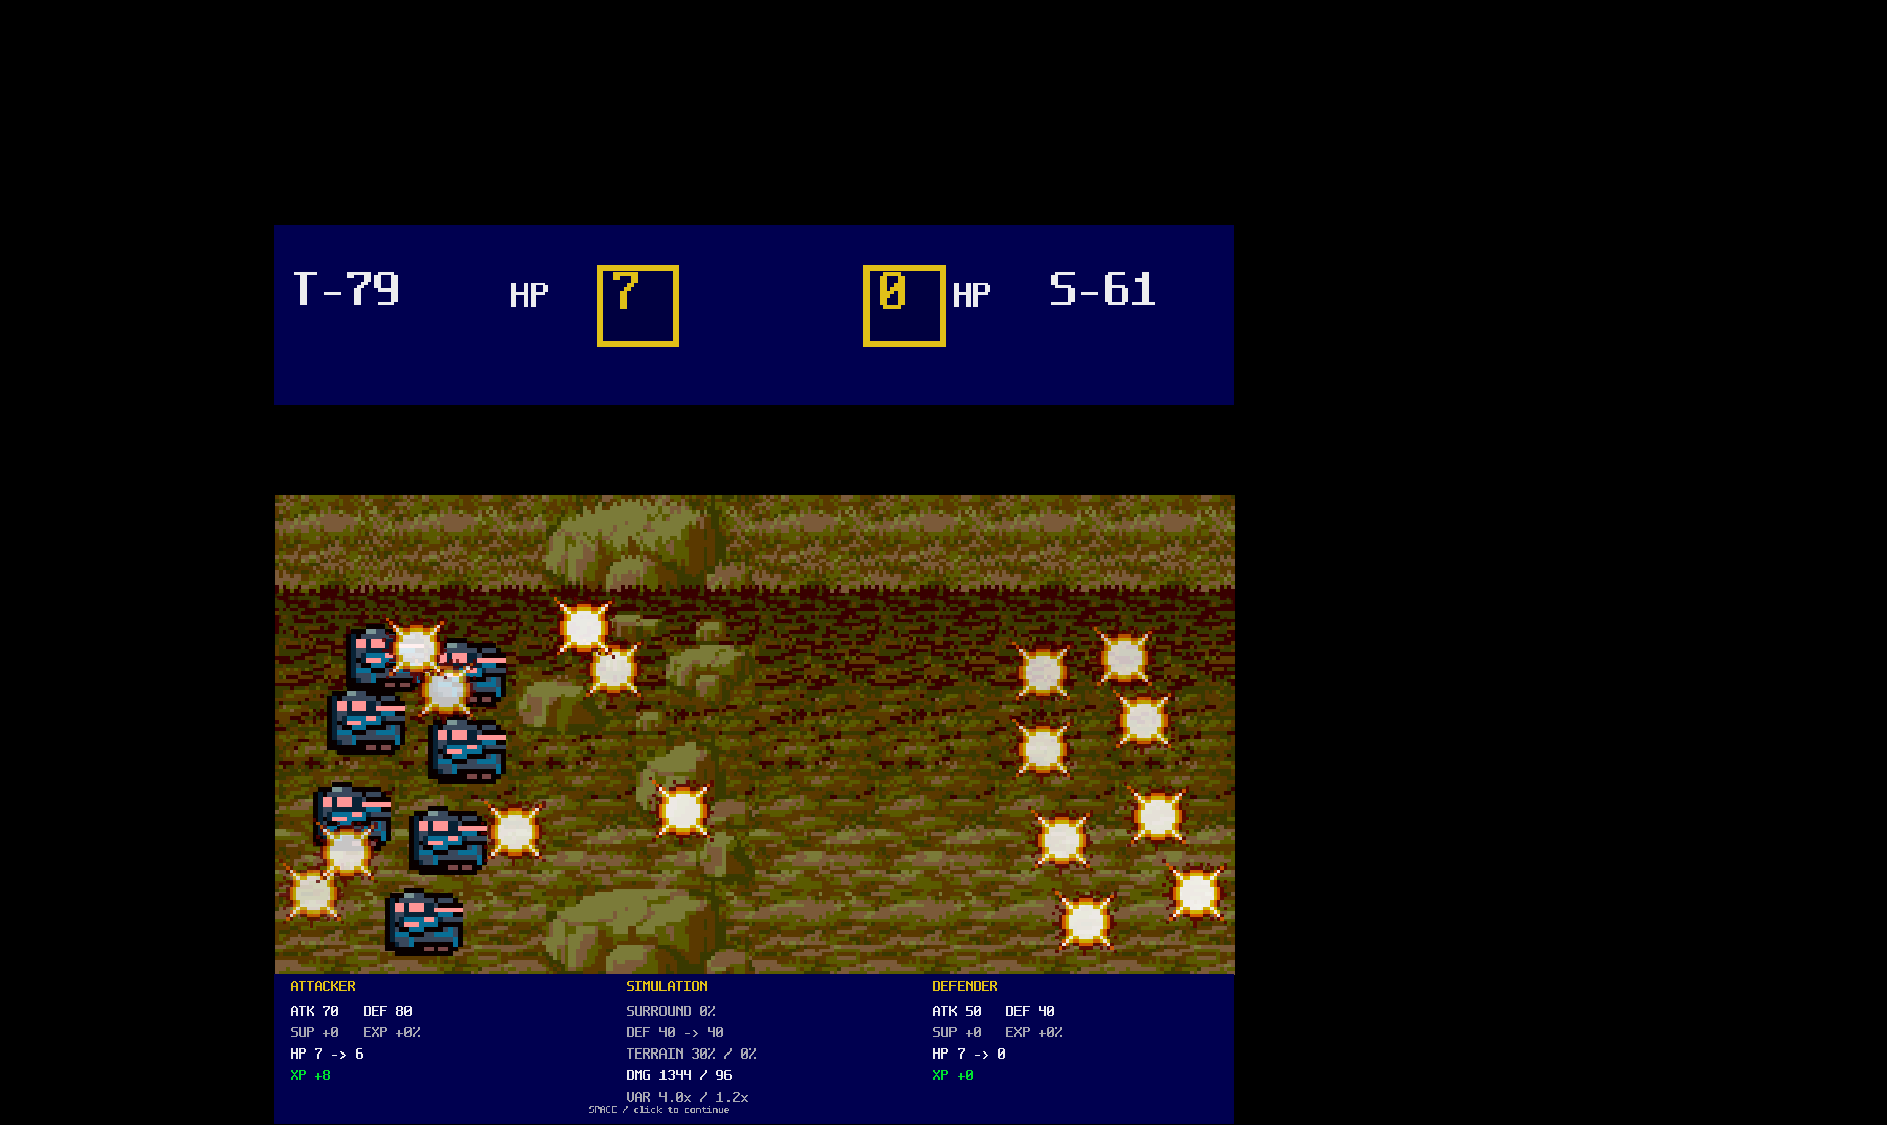 T-79 HP 7 0 HP S-61
ATTACKER SIMULATION DEFENDER
ATK 70 DEF 80 SURROUND 0% ATK 50 DEF 40
SUP +0 EXP +0% DEF 40 -> 40 SUP +0 EXP +0%
HP 7 -> 6 TERRAIN 30% / 0% HP 7 -> 0
XP +8 DMG 1344 / 96 XP +0
VAR 4.0x / 1.2x
SPACE / click to continue